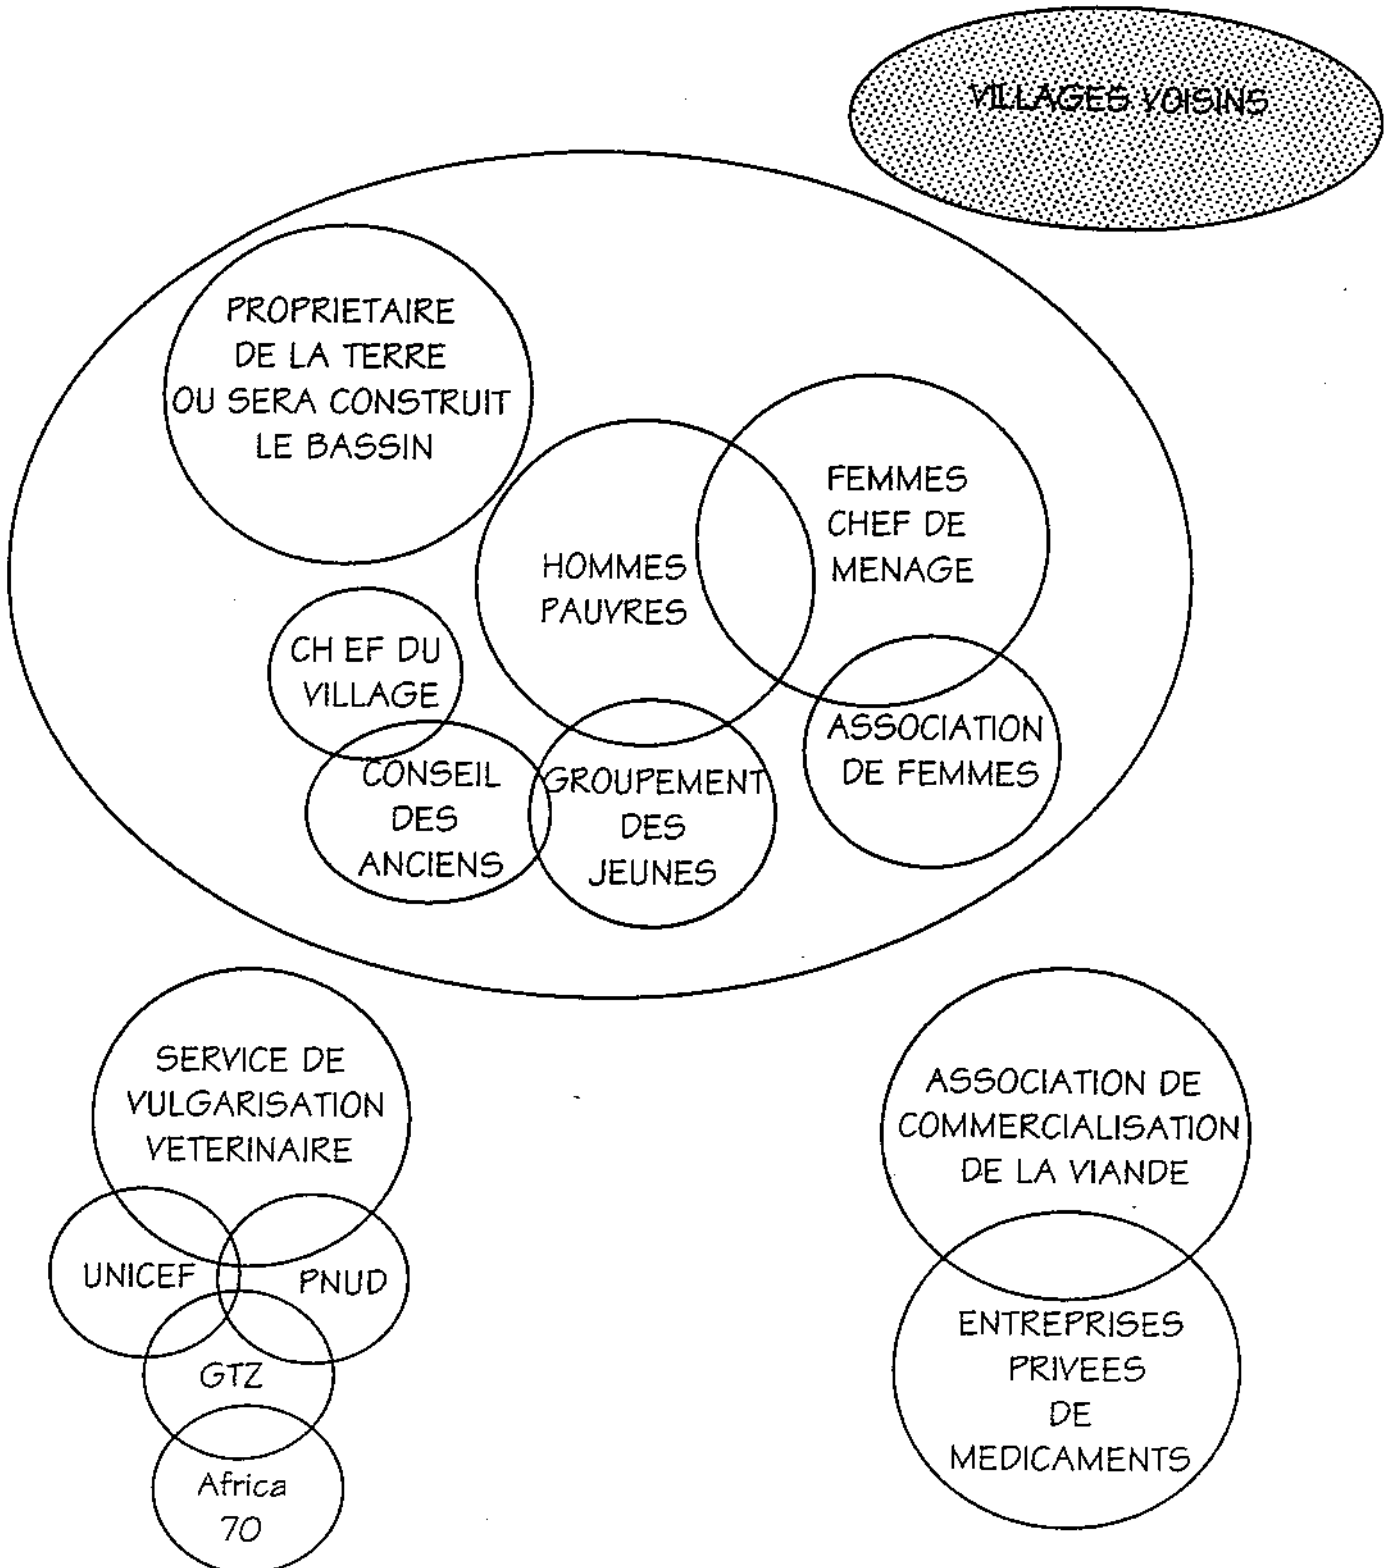 VILLAGES VOISINS
PROPRIETAIRE
DE LA TERRE
OU SERA CONSTRUIT
LE BASSIN
FEMMES
CHEF DE
MENAGE
HOMMES
PAUVRES
CH EF DU
VILLAGE
ASSOCIATION
DE FEMMES
CONSEIL
DES
ANCIENS
GROUPEMENT
DES
JEUNES
SERVICE DE
VULGARISATION
VETERINAIRE
ASSOCIATION DE
COMMERCIALISATION
DE LA VIANDE
UNICEF
PNUD
GTZ
Africa
70
ENTREPRISES
PRIVEES
DE
MEDICAMENTS